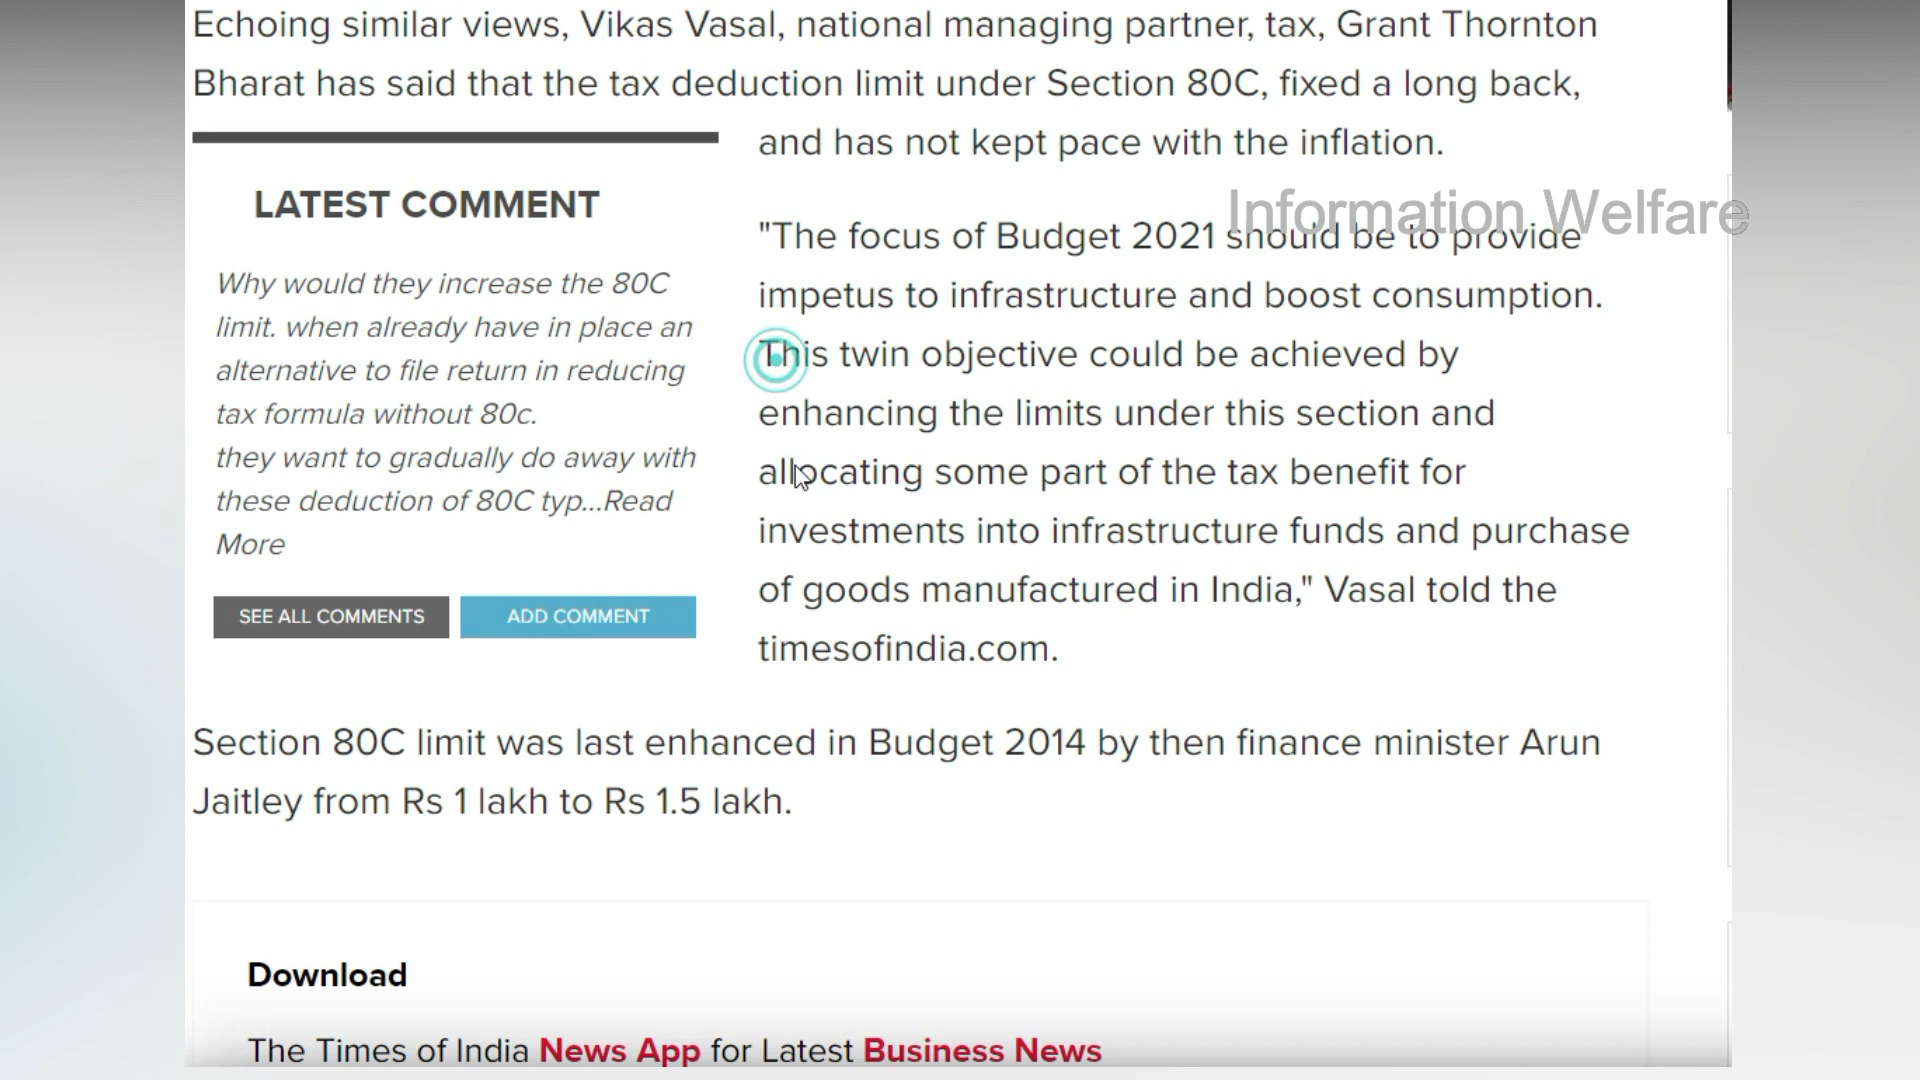 Echoing similar views, Vikas Vasal, national managing partner, tax, Grant Thornton
Bharat has said that the tax deduction limit under Section 80C, fixed a long back,
and has not kept pace with the inflation.
LATEST COMMENT
Why would they increase the 80C
limit. when already have in place an
alternative to file return in reducing
tax formula without 80c.
they want to gradually do away with
these deduction of 80C typ...Read
More
SEE ALL COMMENTS
ADD COMMENT
Information Welfare
"The focus of Budget 2021 should be to provide
impetus to infrastructure and boost consumption.
This twin objective could be achieved by
enhancing the limits under this section and
allocating some part of the tax benefit for
investments into infrastructure funds and purchase
of goods manufactured in India," Vasal told the
timesofindia.com.
Section 80C limit was last enhanced in Budget 2014 by then finance minister Arun
Jaitley from Rs 1 lakh to Rs 1.5 lakh.
Download
The Times of India News App for Latest Business News